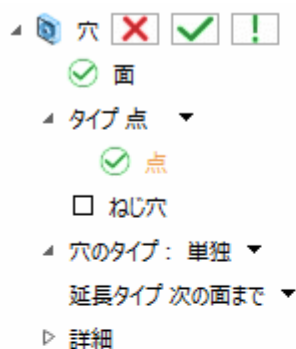 穴
面
タイプ 点
点
ねじ穴
穴のタイプ： 単独
延長タイプ 次の面まで
詳細